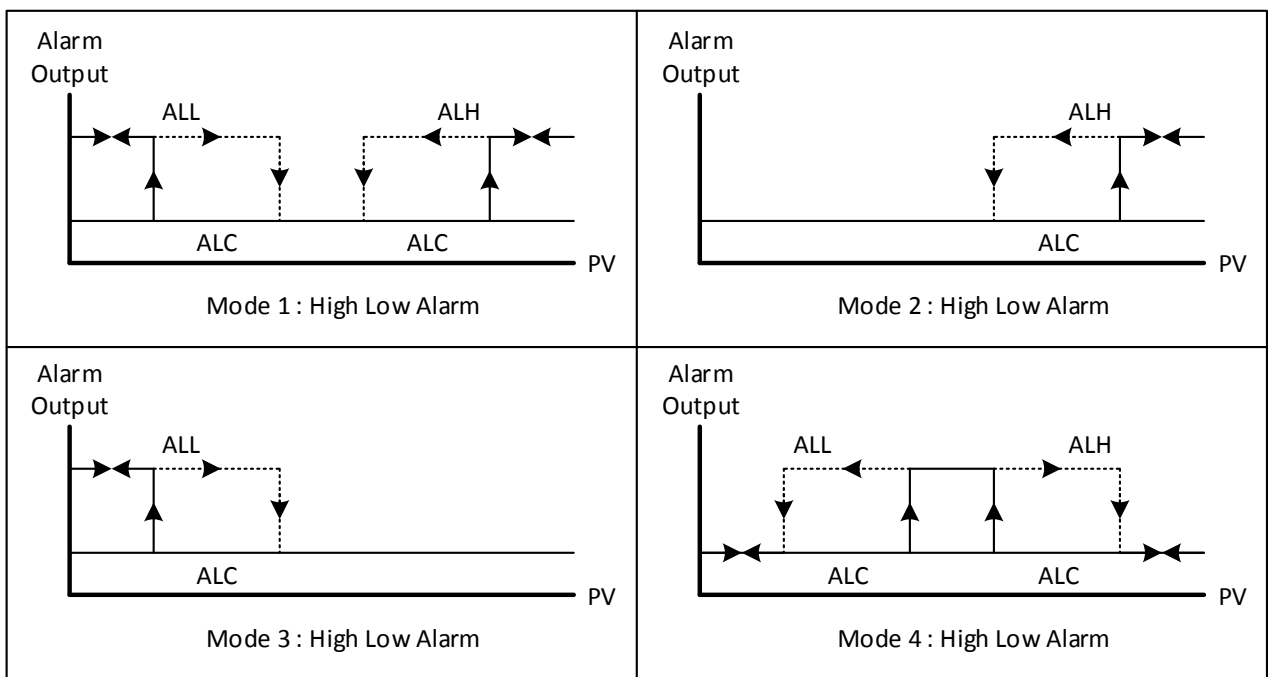 Alarm
Output
ALL
ALH
ALC
ALC
PV
Mode 1 : High Low Alarm
Alarm
Output
ALH
ALC
PV
Mode 2 : High Low Alarm
Alarm
Output
ALL
ALC
PV
Mode 3 : High Low Alarm
Alarm
Output
ALL
ALH
ALC
ALC
PV
Mode 4 : High Low Alarm